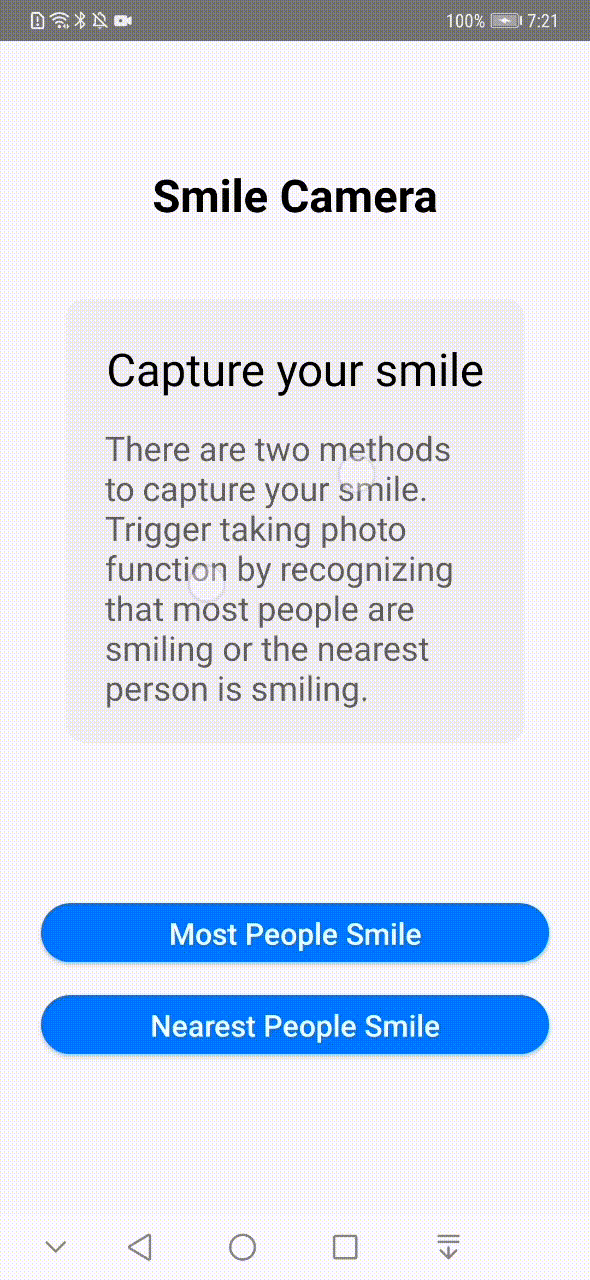 100% 7:21
Smile Camera
Capture your smile
There are two methods
to capture your smile.
Trigger taking photo
function by recognizing
that most people are
smiling or the nearest
person is smiling.
Most People Smile
Nearest People Smile